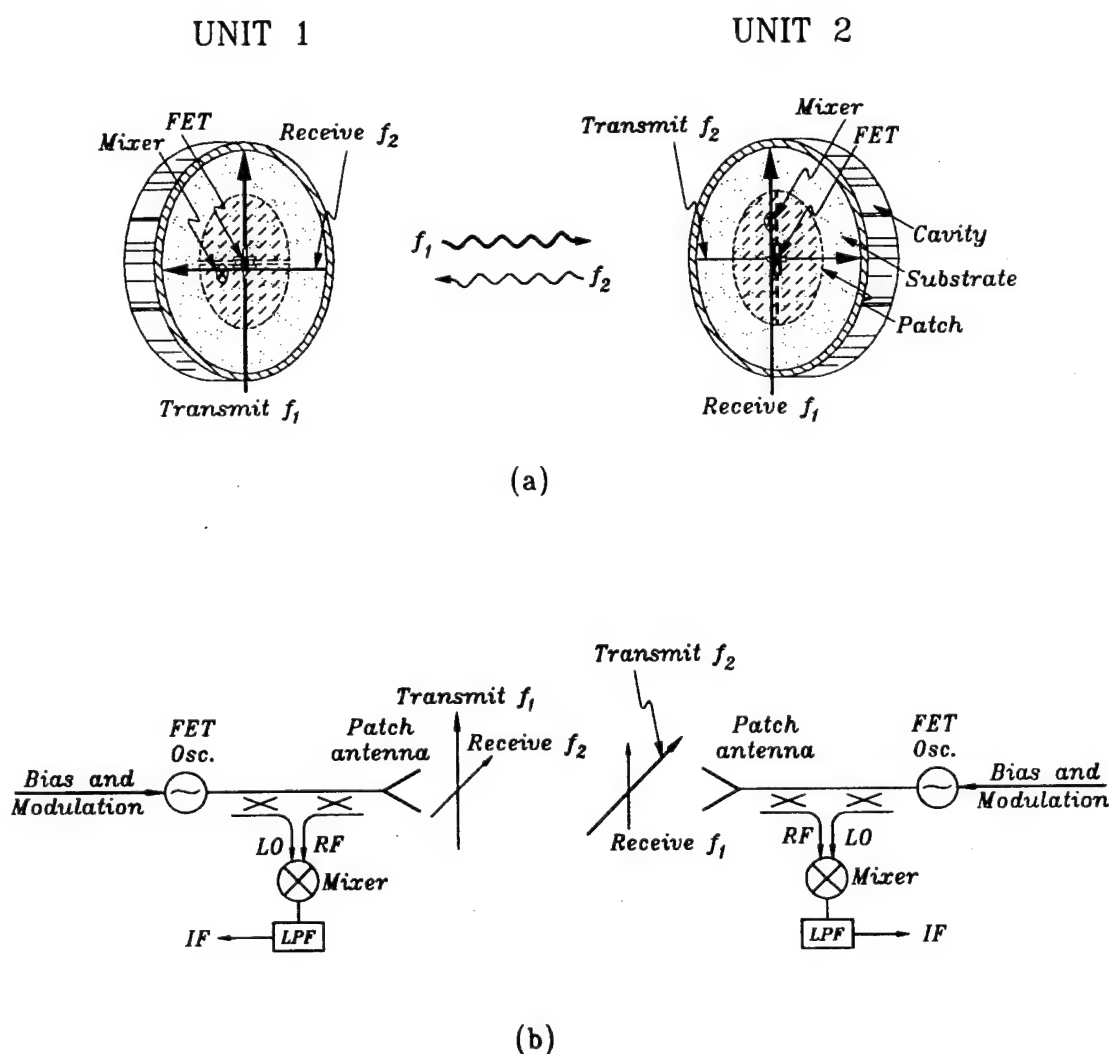 UNIT 1
UNIT 2
FET
Mixer
Receive f2
Transmit f1
f1
f2
Transmit f2
Mixer
FET
Cavity
Substrate
Patch
Receive f1
(a)
Transmit f1
Receive f2
Patch
antenna
FET
Osc.
Bias and
Modulation
LO
RF
Mixer
LPF
IF
Transmit f2
Receive f1
Patch
antenna
FET
Osc.
Bias and
Modulation
RF
LO
Mixer
LPF
IF
(b)